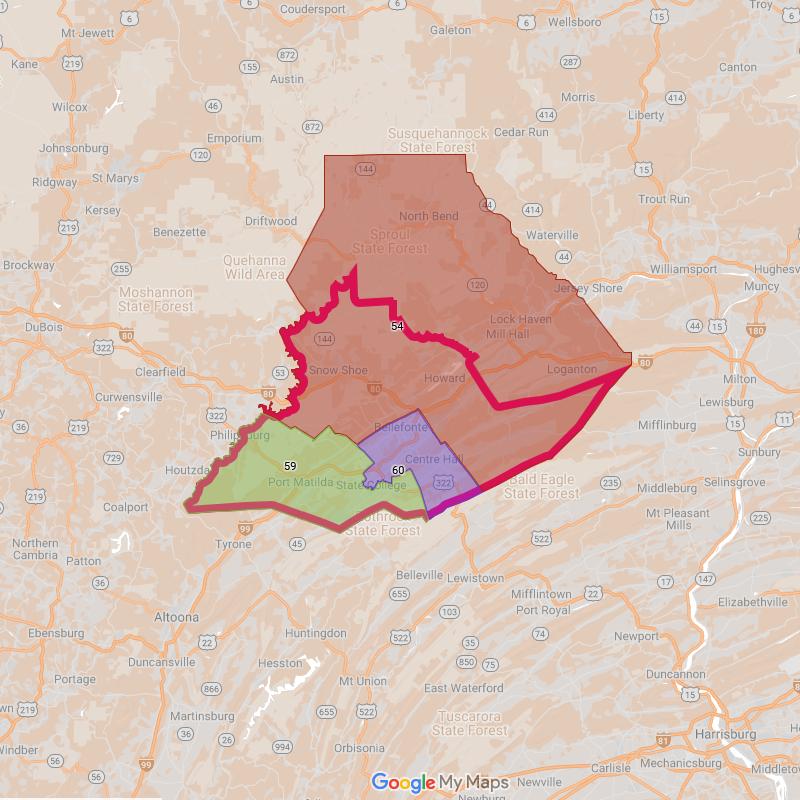 Coudersport
6
Mt Jewett
6
6
15
Wellsboro
Troy
Galeton
Kane
219
155
287
Canton
Austin
Wilcox
46
Morris
414
414
Liberty
872
Susquehannock
State Forest
Cedar Run
Johnsonburg
Emporium
120
Ridgway
St Marys
144
15
Kersey
44
414
Trout Run
North Bend
Driftwood
219
Benezette
Sproul
State Forest
Waterville
44
Quehanna
Wild Area
Brockway
255
Williamsport
Hughesv
Muncy
120
Jersey Shore
Moshannon
State Forest
Lock Haven
54
44
15
180
DuBois
80
Mill Hall
144
322
53
Snow Shoe
Howard
Loganton
80
Clearfield
80
80
Milton
Curwensville
Lewisburg
36
219
Philipsburg
Bellefonte
Mifflinburg
Sunbury
729
59
60
Centre Hall
Houtzda
Port Matilda
State College
322
Bald Eagle
State Forest
235
Middleburg
Selinsgrove
219
Coalport
Rothrock
State Forest
Mt Pleasant
Mills
225
99
Northern
Cambria
Tyrone
45
522
Patton
36
Belleville
Lewistown
17
147
655
Mifflintown
22
Elizabethville
103
Port Royal
Altoona
Ebensburg
Huntingdon
522
35
74
Newport
22
Duncansville
850
75
Hesston
Duncannon
Portage
866
Mt Union
East Waterford
15
219
655
522
Martinsburg
36
Tuscarora
State Forest
Harrisburg
Windber
56
994
Orbisonia
81
Mechanicsburg
56
99
Carlisle
Middletow
Google My Maps
Newville